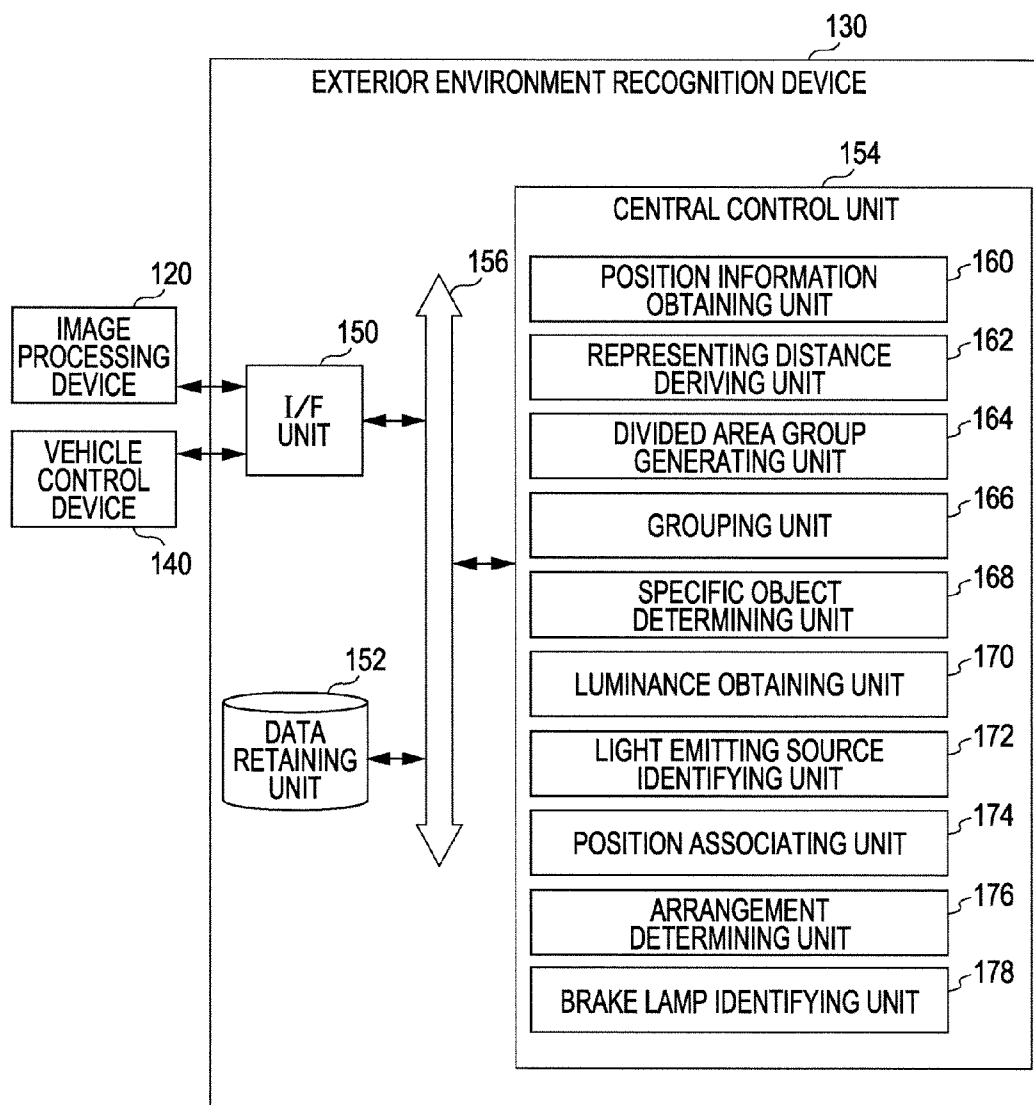 130
EXTERIOR ENVIRONMENT RECOGNITION DEVICE
154
CENTRAL CONTROL UNIT
120
IMAGE
PROCESSING
DEVICE
VEHICLE
CONTROL
DEVICE
140
150
I/F
UNIT
156
152
DATA
RETAINING
UNIT
POSITION INFORMATION
OBTAINING UNIT
160
REPRESENTING DISTANCE
DERIVING UNIT
162
DIVIDED AREA GROUP
GENERATING UNIT
164
GROUPING UNIT
166
SPECIFIC OBJECT
DETERMINING UNIT
168
LUMINANCE OBTAINING UNIT
170
LIGHT EMITTING SOURCE
IDENTIFYING UNIT
172
POSITION ASSOCIATING UNIT
174
ARRANGEMENT
DETERMINING UNIT
176
BRAKE LAMP IDENTIFYING UNIT
178